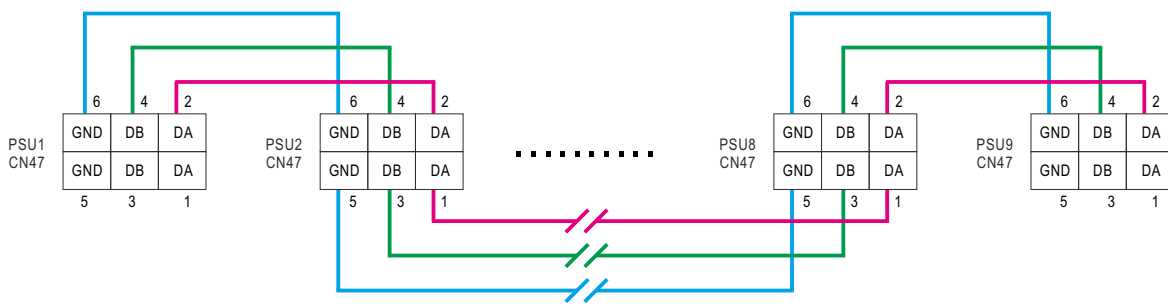 6 4 2 6 4 2 6 4 2 6 4 2
PSU1 CN47 GND DB DA PSU2 CN47 GND DB DA PSU8 CN47 GND DB DA PSU9 CN47 GND DB DA
GND DB DA GND DB DA GND DB DA GND DB DA
5 3 1 5 3 1 5 3 1 5 3 1